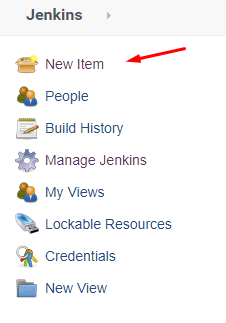 Jenkins
New Item
People
Build History
Manage Jenkins
My Views
Lockable Resources
Credentials
New View